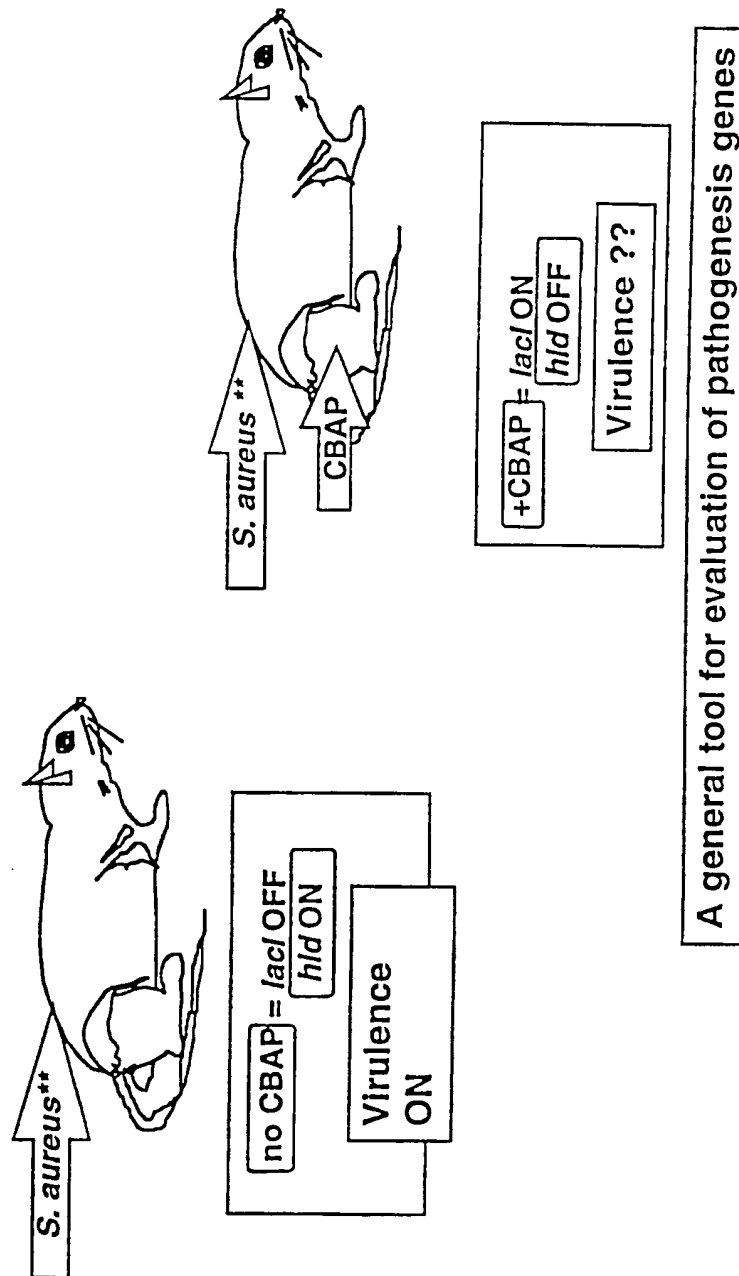 S. aureus**
no CBAP = lacI OFF
hld ON
Virulence
ON
S. aureus **
CBAP
+CBAP = lacI ON
hld OFF
Virulence ??
A general tool for evaluation of pathogenesis genes